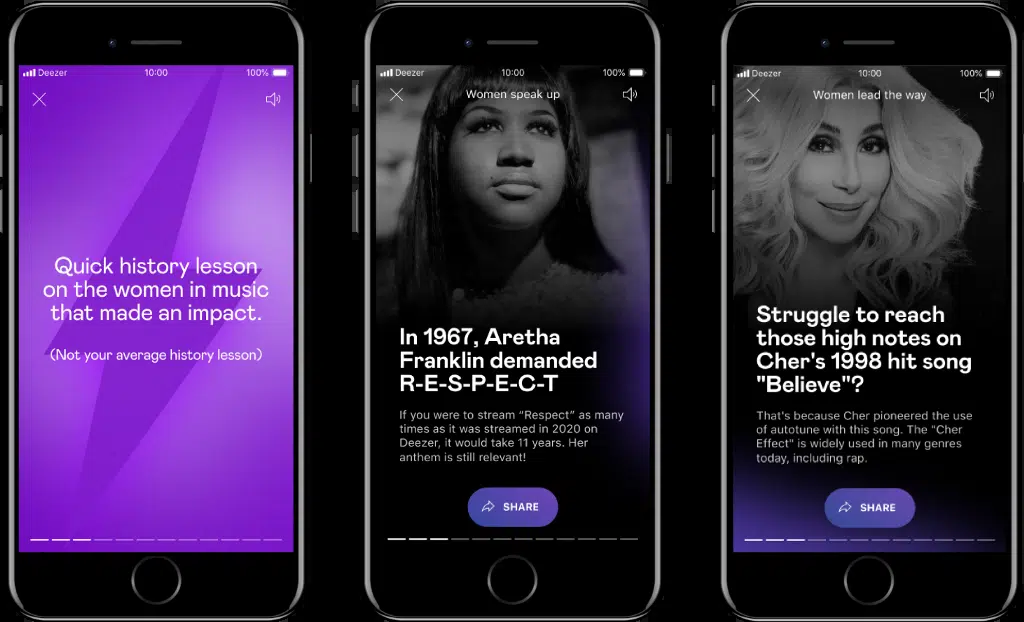 Deezer 10:00 100%
Quick history lesson
on the women in music
that made an impact.
(Not your average history lesson)
Deezer 10:00 100%
Women speak up
In 1967, Aretha
Franklin demanded
R-E-S-P-E-C-T
If you were to stream “Respect” as many
times as it was streamed in 2020 on
Deezer, it would take 11 years. Her
anthem is still relevant!
SHARE
Deezer 10:00 100%
Women lead the way
Struggle to reach
those high notes on
Cher's 1998 hit song
"Believe"?
That's because Cher pioneered the use
of autotune with this song. The "Cher
Effect" is widely used in many genres
today, including rap.
SHARE